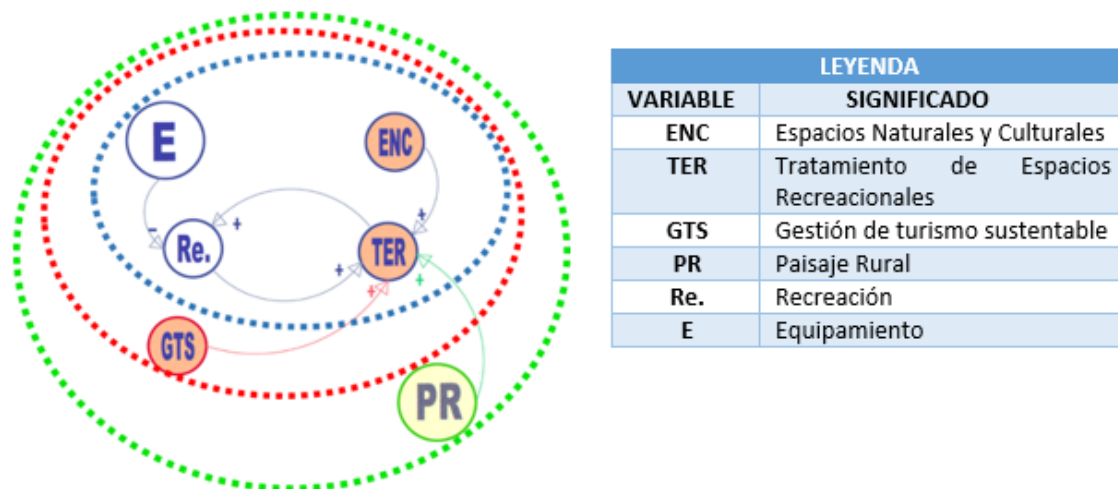 E
ENC
+
+
-
Re.
TER
+
+
+
GTS
PR
LEYENDA
VARIABLE SIGNIFICADO
ENC Espacios Naturales y Culturales
TER Tratamiento de Espacios
Recreacionales
GTS Gestión de turismo sustentable
PR Paisaje Rural
Re. Recreación
E Equipamiento